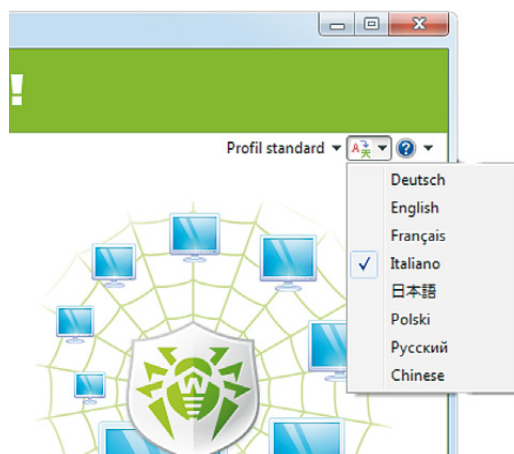 !
Profil standard
Deutsch
English
Français
Italiano
日本語
Polski
Русский
Chinese